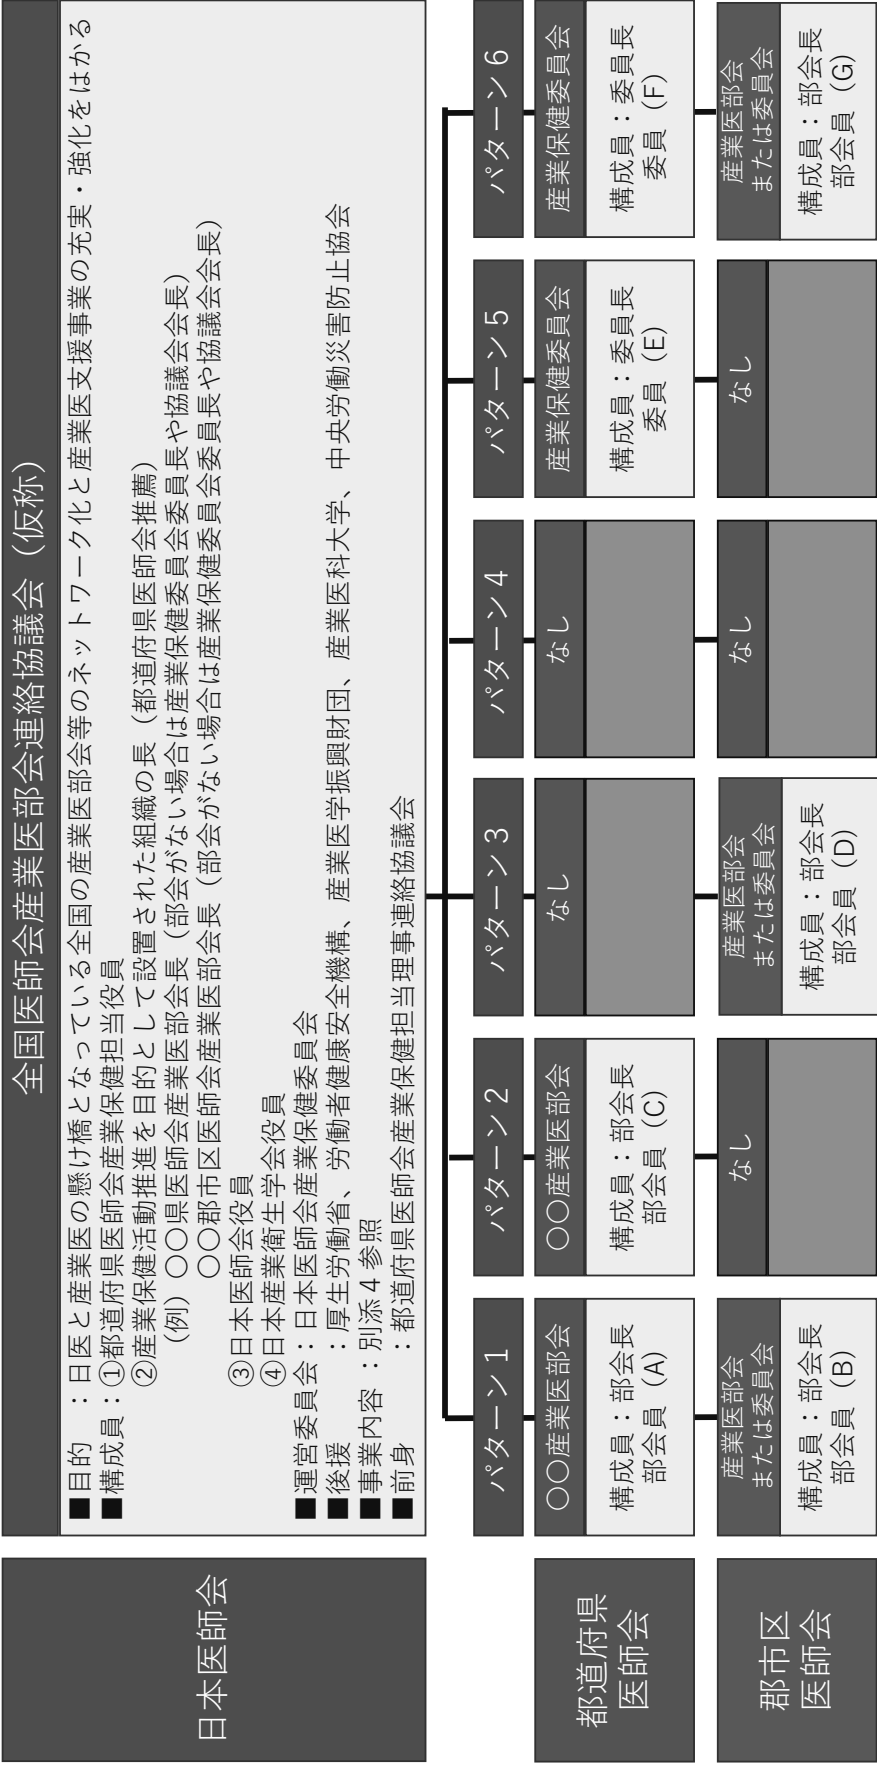 全国医師会産業医部会連絡協議会（仮称）
日本医師会
■目的　：日医と産業医の懸け橋となっている全国の産業医部会等のネットワーク化と産業医支援事業の充実・強化をはかる
■構成員：①都道府県医師会産業保健担当役員
②産業保健活動推進を目的として設置された組織の長（都道府県医師会推薦）
（例）〇〇県医師会産業医部会長（部会がない場合は産業保健委員会委員長や協議会会長）
〇〇郡市区医師会産業医部会長（部会がない場合は産業保健委員会委員長や協議会会長）
③日本医師会役員
④日本産業衛生学会役員
■運営委員会：日本医師会産業保健委員会
■後援　　：厚生労働省、労働者健康安全機構、産業医学振興財団、産業医科大学、中央労働災害防止協会
■事業内容　：別添４参照
■前身　　：都道府県医師会産業保健担当理事連絡協議会
パターン１
パターン２
パターン３
パターン４
パターン５
パターン６
都道府県
医師会
〇〇産業医部会
構成員：部会長
部会員（A）
〇〇産業医部会
構成員：部会長
部会員（C）
なし
なし
産業保健委員会
構成員：委員長
委員（E）
産業保健委員会
構成員：委員長
委員（F）
郡市区
医師会
産業医部会
または委員会
構成員：部会長
部会員（B）
なし
産業医部会
または委員会
構成員：部会長
部会員（D）
なし
なし
産業医部会
または委員会
構成員：部会長
部会員（G）